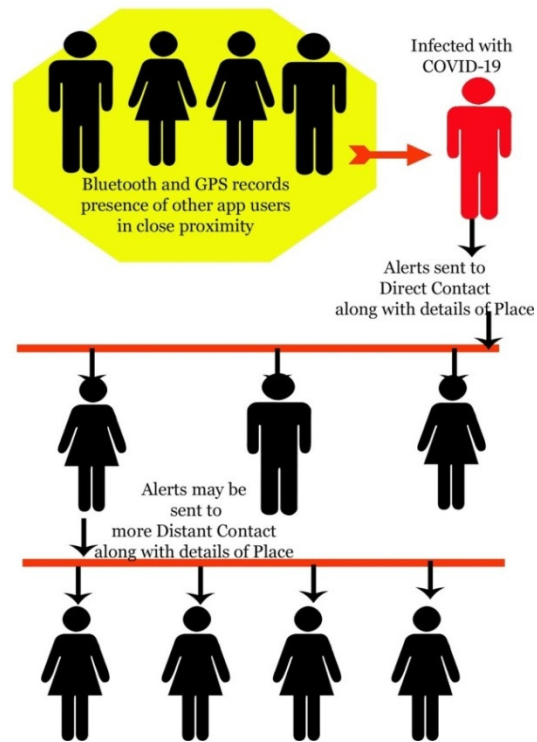 Infected with
COVID-19
Bluetooth and GPS records
presence of other app users
in close proximity
Alerts sent to
Direct Contact
along with details of Place
Alerts may be
sent to
more Distant Contact
along with details of Place